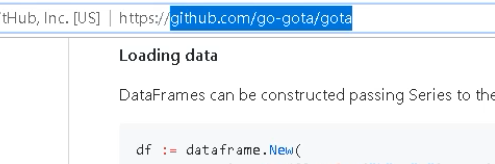 tHub, Inc. [US] | https://github.com/go-gota/gota
Loading data
DataFrames can be constructed passing Series to the
df := dataframe.New(